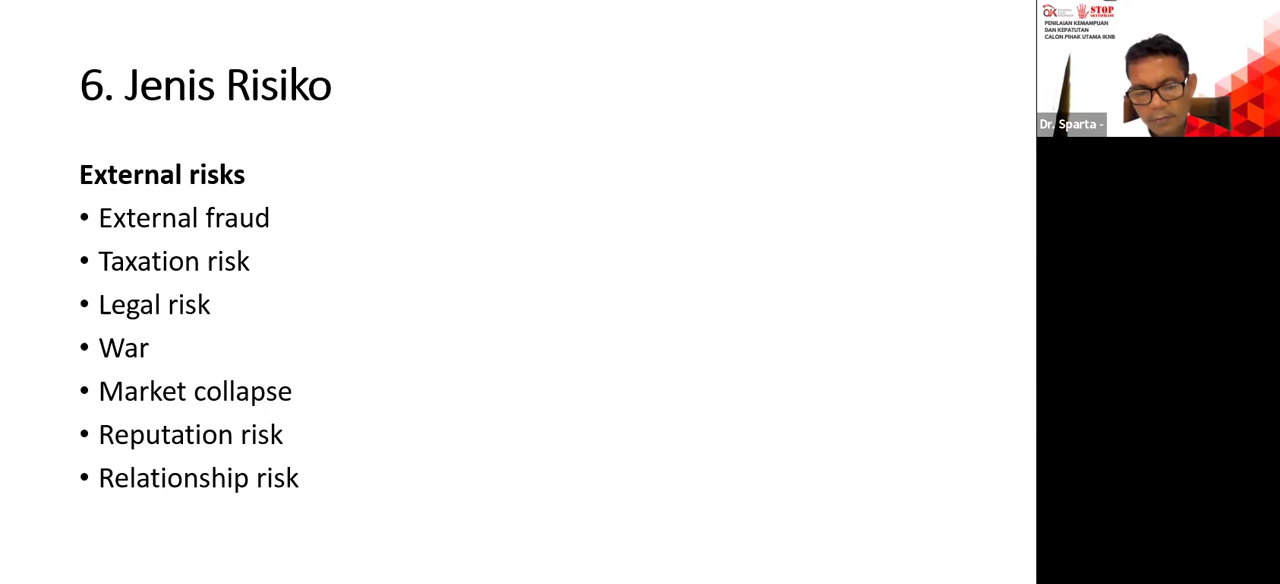 6. Jenis Risiko
External risks
• External fraud
• Taxation risk
• Legal risk
• War
• Market collapse
• Reputation risk
• Relationship risk
STOP
PENILAIAN KEMAMPUAN
DAN KEPATUTAN
CALON PIHAK UTAMA IKNB
Dr. Sparta -